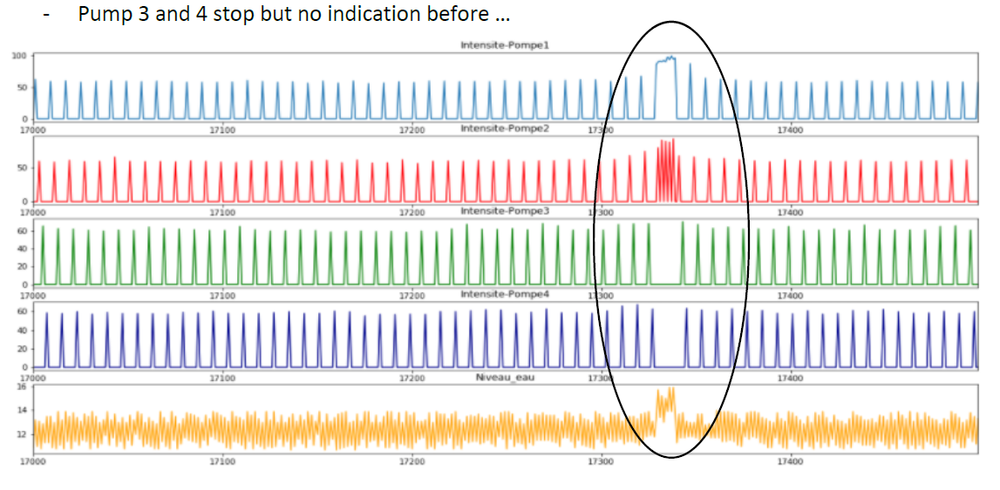 - Pump 3 and 4 stop but no indication before ...
Intensite-Pompe1
100
50
0
17000 17100 17200 17300 17400
Intensite-Pompe2
50
0
17000 17100 17200 17300 17400
Intensite-Pompe3
60
40
20
0
17000 17100 17200 17300 17400
Intensite-Pompe4
60
40
20
0
17000 17100 17200 17300 17400
Niveau_eau
16
14
12
17000 17100 17200 17300 17400